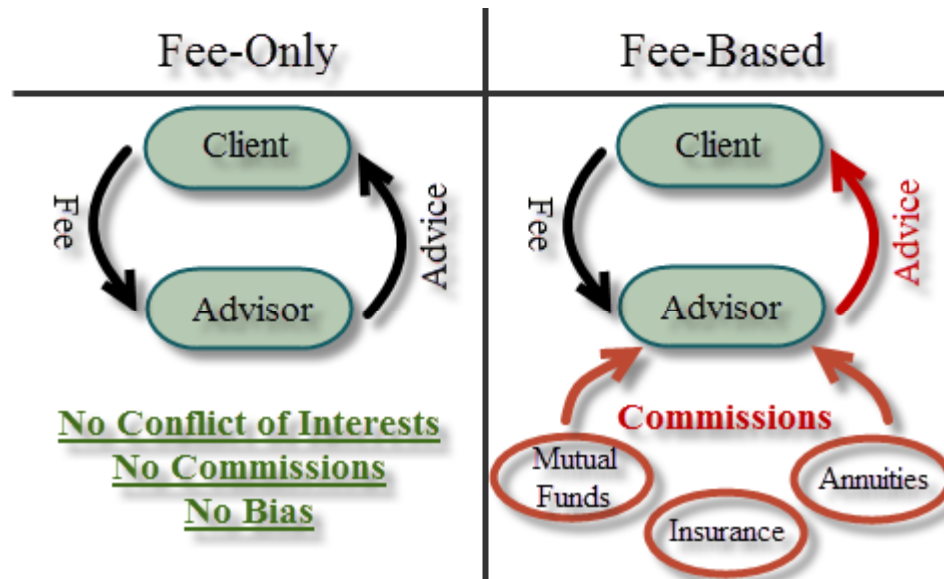 Fee-Only
Client
Fee
Advice
Advisor
No Conflict of Interests
No Commissions
No Bias
Fee-Based
Client
Fee
Advice
Advisor
Commissions
Mutual
Funds
Insurance
Annuities